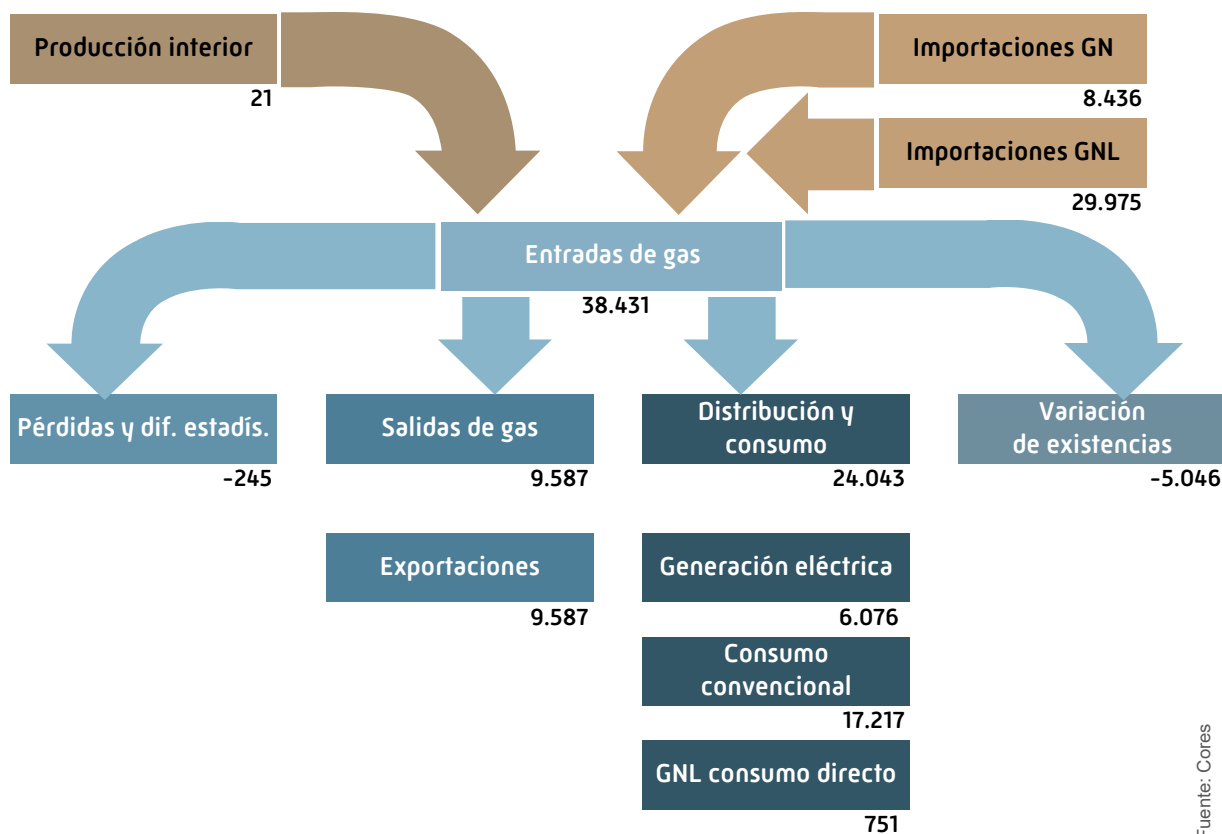 Producción interior
21
Importaciones GN
8.436
Importaciones GNL
29.975
Entradas de gas
38.431
Pérdidas y dif. estadís.
-245
Salidas de gas
9.587
Distribución y
consumo
24.043
Variación
de existencias
-5.046
Exportaciones
9.587
Generación eléctrica
6.076
Consumo
convencional
17.217
GNL consumo directo
751
Fuente: Cores